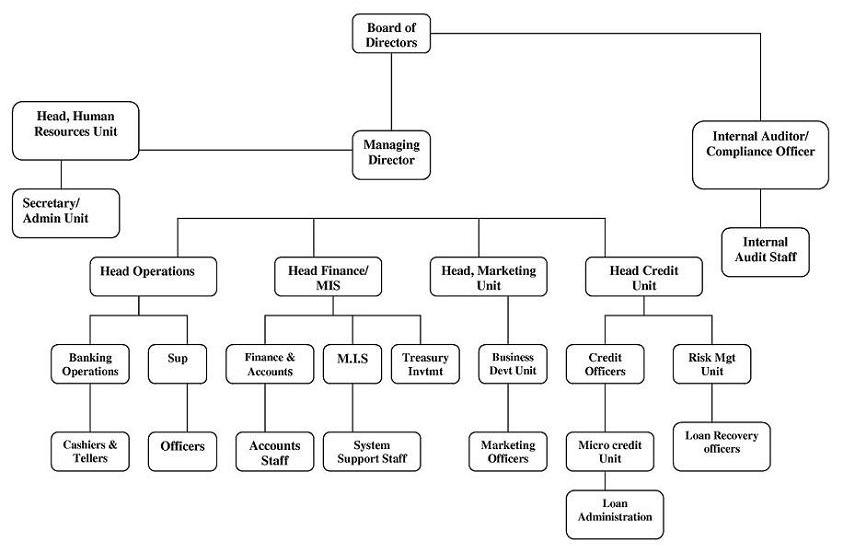 Board of
Directors
Head, Human
Resources Unit
Managing
Director
Internal Auditor/
Compliance Officer
Secretary/
Admin Unit
Internal
Audit Staff
Head Operations
Head Finance/
MIS
Head, Marketing
Unit
Head Credit
Unit
Banking
Operations
Sup
Finance &
Accounts
M.I.S
Treasury
Invtmt
Business
Devt Unit
Credit
Officers
Risk Mgt
Unit
Cashiers &
Tellers
Officers
Accounts
Staff
System
Support Staff
Marketing
Officers
Micro credit
Unit
Loan Recovery
officers
Loan
Administration